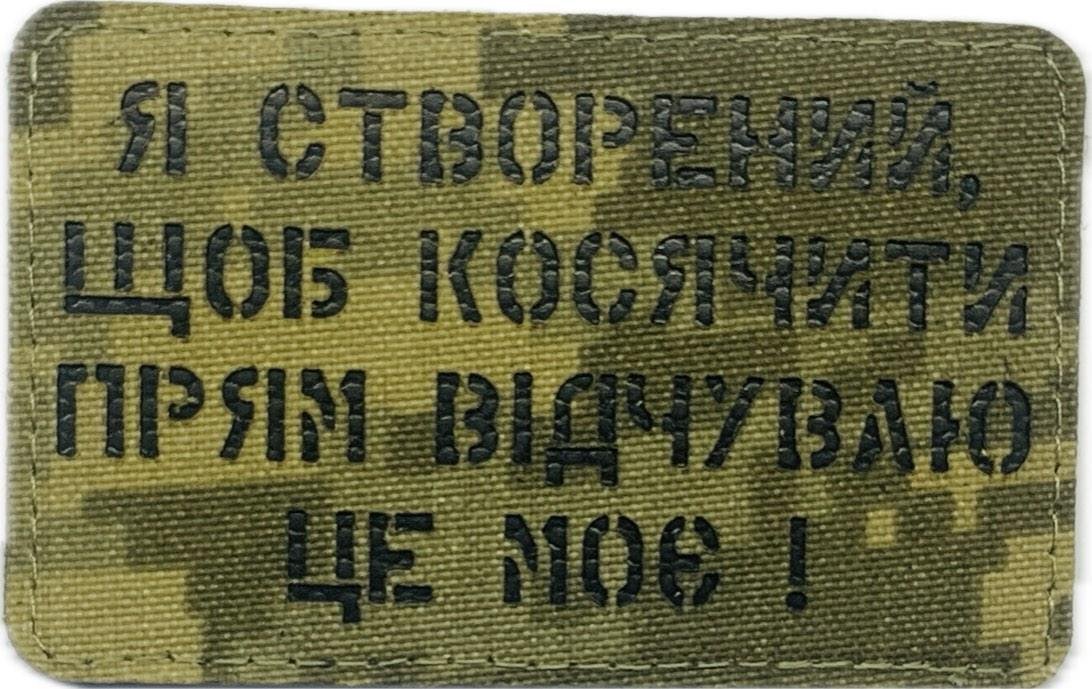 Я СТВОРЕНИЙ,
ЩОБ КОСЯЧИТИ
ПРЯМ ВІДЧУВАЮ
ЦЕ МОЄ !